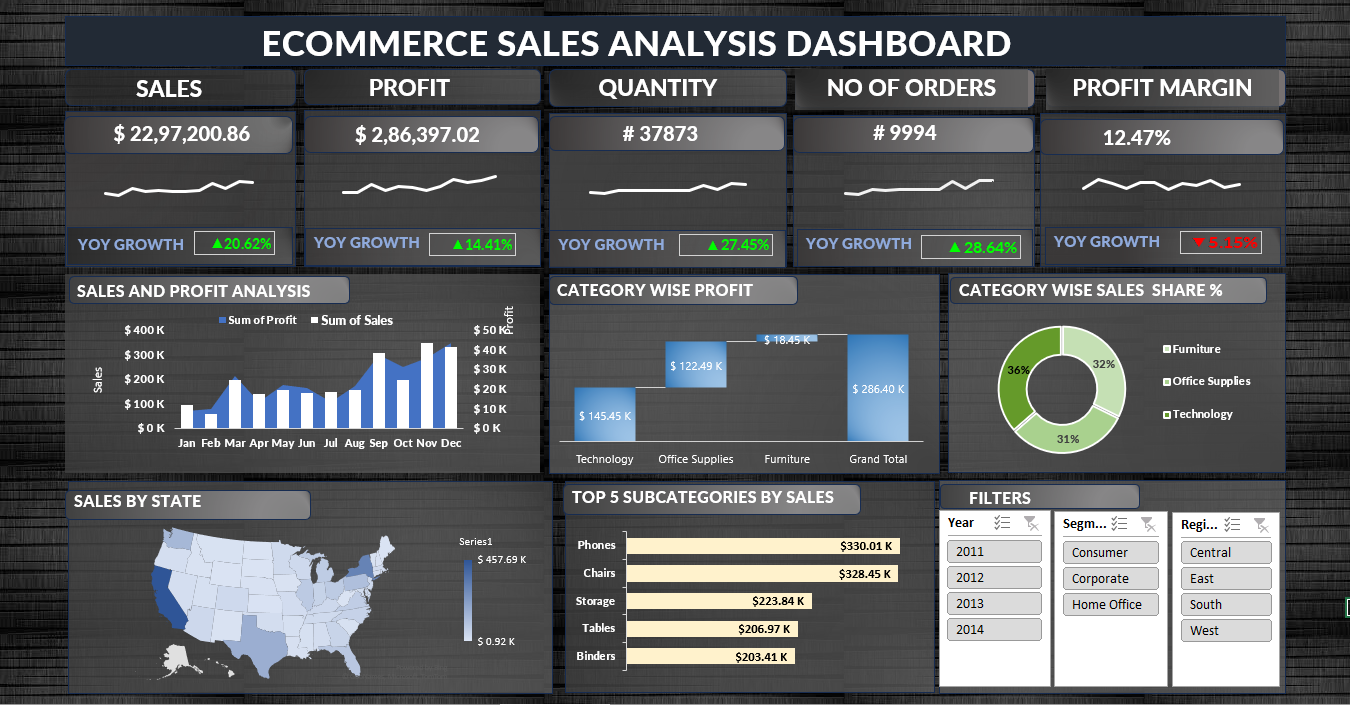 ECOMMERCE SALES ANALYSIS DASHBOARD
SALES
PROFIT
QUANTITY
NO OF ORDERS
PROFIT MARGIN
$ 22,97,200.86
$ 2,86,397.02
# 37873
# 9994
12.47%
YOY GROWTH ▲20.62%
YOY GROWTH ▲14.41%
YOY GROWTH ▲27.45%
YOY GROWTH ▲28.64%
YOY GROWTH ▼5.15%
SALES AND PROFIT ANALYSIS
Sum of Profit Sum of Sales
Sales
$ 400 K
$ 300 K
$ 200 K
$ 100 K
$ 0 K
Profit
$ 50 K
$ 40 K
$ 30 K
$ 20 K
$ 10 K
$ 0 K
Jan Feb Mar Apr May Jun Jul Aug Sep Oct Nov Dec
CATEGORY WISE PROFIT
$ 145.45 K
$ 122.49 K
$ 18.45 K
$ 286.40 K
Technology Office Supplies Furniture Grand Total
CATEGORY WISE SALES SHARE %
36%
32%
31%
Furniture
Office Supplies
Technology
SALES BY STATE
Series1
$ 457.69 K
$ 0.92 K
TOP 5 SUBCATEGORIES BY SALES
Phones $330.01 K
Chairs $328.45 K
Storage $223.84 K
Tables $206.97 K
Binders $203.41 K
FILTERS
Year
2011
2012
2013
2014
Segm...
Consumer
Corporate
Home Office
Regi...
Central
East
South
West